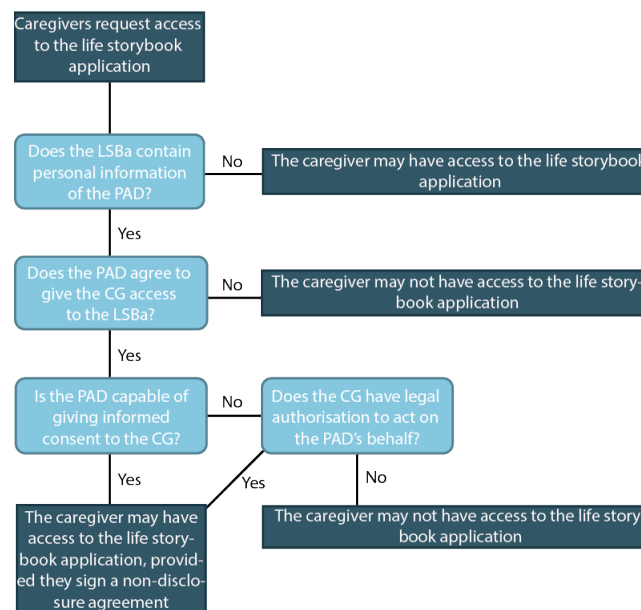 Caregivers request access
to the life storybook
application
Does the LSBa contain
personal information
of the PAD?
No
The caregiver may have access to the life storybook
application
Yes
Does the PAD agree to
give the CG access
to the LSBa?
No
The caregiver may not have access to the life story-
book application
Yes
Is the PAD capable of
giving informed
consent to the CG?
No
Does the CG have legal
authorisation to act on
the PAD's behalf?
Yes
Yes
No
The caregiver may have
access to the life story-
book application, provid-
ed they sign a non-disclo-
sure agreement
The caregiver may not have access to the life story-
book application